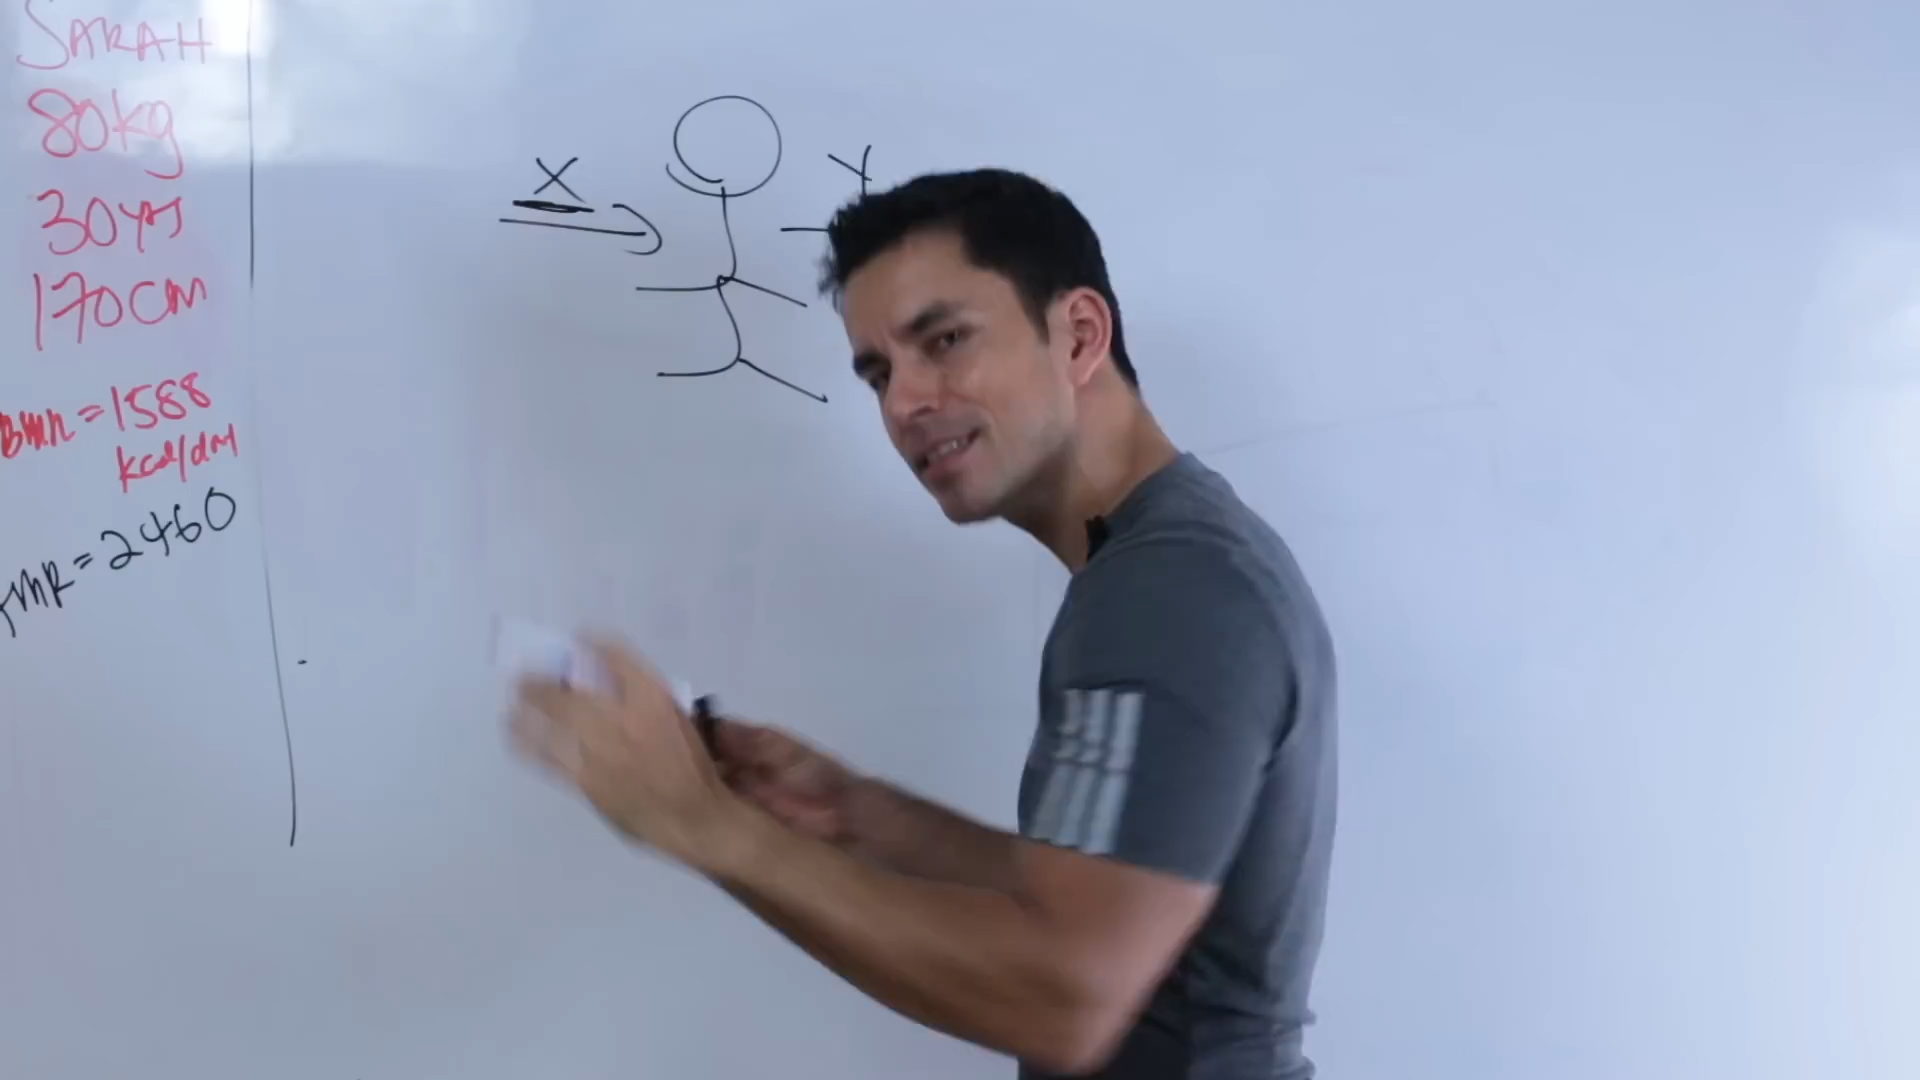 SARAH
80kg
30yrs
170cm
BMR = 1588
kcal/day
TMR = 2460
X
Y